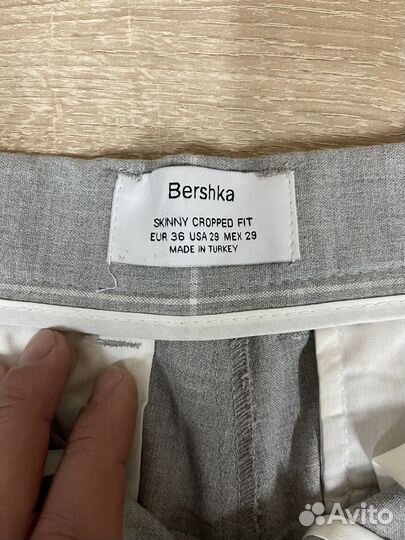 Bershka
SKINNY CROPPED FIT
EUR 36 USA 29 MEX 29
MADE IN TURKEY
Avito